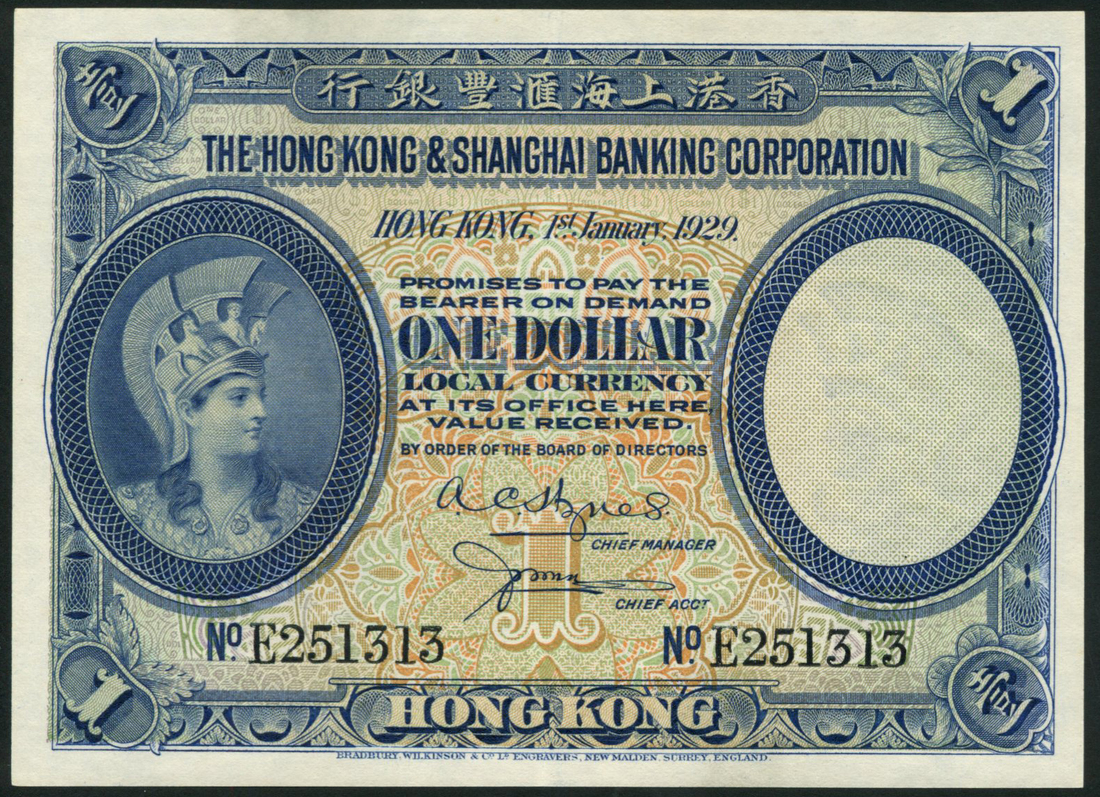 香港上海滙豐銀行
THE HONG KONG & SHANGHAI BANKING CORPORATION
HONG KONG, 1st January, 1929.
PROMISES TO PAY THE
BEARER ON DEMAND
ONE DOLLAR
LOCAL CURRENCY
AT ITS OFFICE HERE,
VALUE RECEIVED.
BY ORDER OF THE BOARD OF DIRECTORS
CHIEF MANAGER
CHIEF ACCT
1
1
1
No. E251313
No. E251313
HONG KONG
BRADBURY, WILKINSON & Co. Ld. ENGRAVERS, NEW MALDEN, SURREY, ENGLAND.